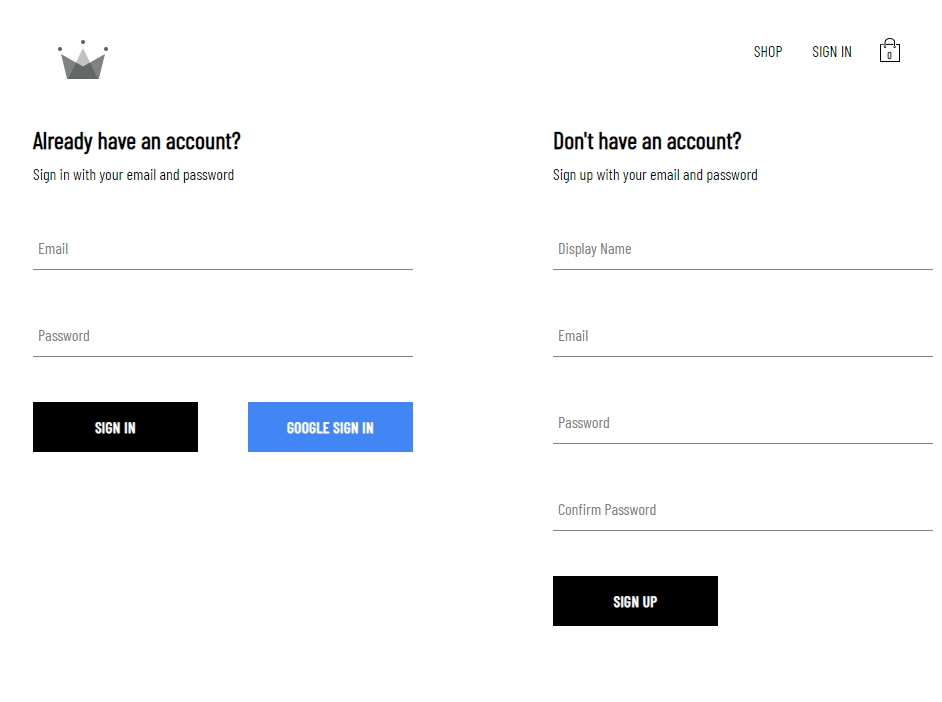 SHOP
SIGN IN
0
Already have an account?
Sign in with your email and password
Email
Password
SIGN IN
GOOGLE SIGN IN
Don't have an account?
Sign up with your email and password
Display Name
Email
Password
Confirm Password
SIGN UP